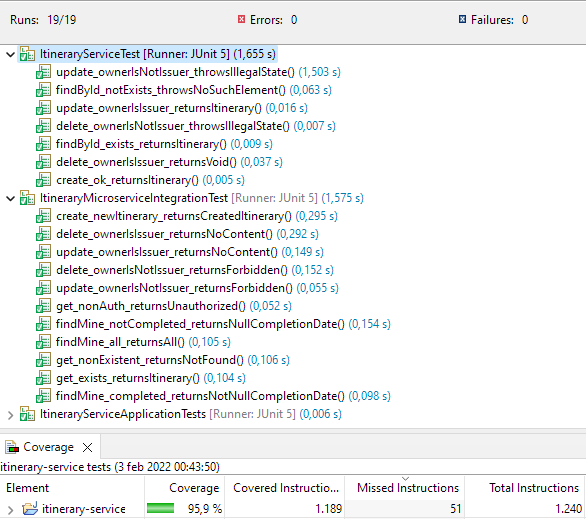 Runs: 19/19 Errors: 0 Failures: 0
ItineraryServiceTest [Runner: JUnit 5] (1,655 s)
update_ownerIsNotIssuer_throwsIllegalState() (1,503 s)
findById_notExists_throwsNoSuchElement() (0,063 s)
update_ownerIsIssuer_returnsItinerary() (0,016 s)
delete_ownerIsNotIssuer_throwsIllegalState() (0,007 s)
findById_exists_returnsItinerary() (0,009 s)
delete_ownerIsIssuer_returnsVoid() (0,037 s)
create_ok_returnsItinerary() (0,005 s)
ItineraryMicroserviceIntegrationTest [Runner: JUnit 5] (1,575 s)
create_newItinerary_returnsCreatedItinerary() (0,295 s)
delete_ownerIsIssuer_returnsNoContent() (0,292 s)
update_ownerIsIssuer_returnsNoContent() (0,149 s)
delete_ownerIsNotIssuer_returnsForbidden() (0,152 s)
update_ownerIsNotIssuer_returnsForbidden() (0,055 s)
get_nonAuth_returnsUnauthorized() (0,052 s)
findMine_notCompleted_returnsNullCompletionDate() (0,154 s)
findMine_all_returnsAll() (0,105 s)
get_nonExistent_returnsNotFound() (0,106 s)
get_exists_returnsItinerary() (0,104 s)
findMine_completed_returnsNotNullCompletionDate() (0,098 s)
ItineraryServiceApplicationTests [Runner: JUnit 5] (0,006 s)
Coverage
itinerary-service tests (3 feb 2022 00:43:50)
Element Coverage Covered Instructio... Missed Instructions Total Instructions
itinerary-service 95,9 % 1.189 51 1.240